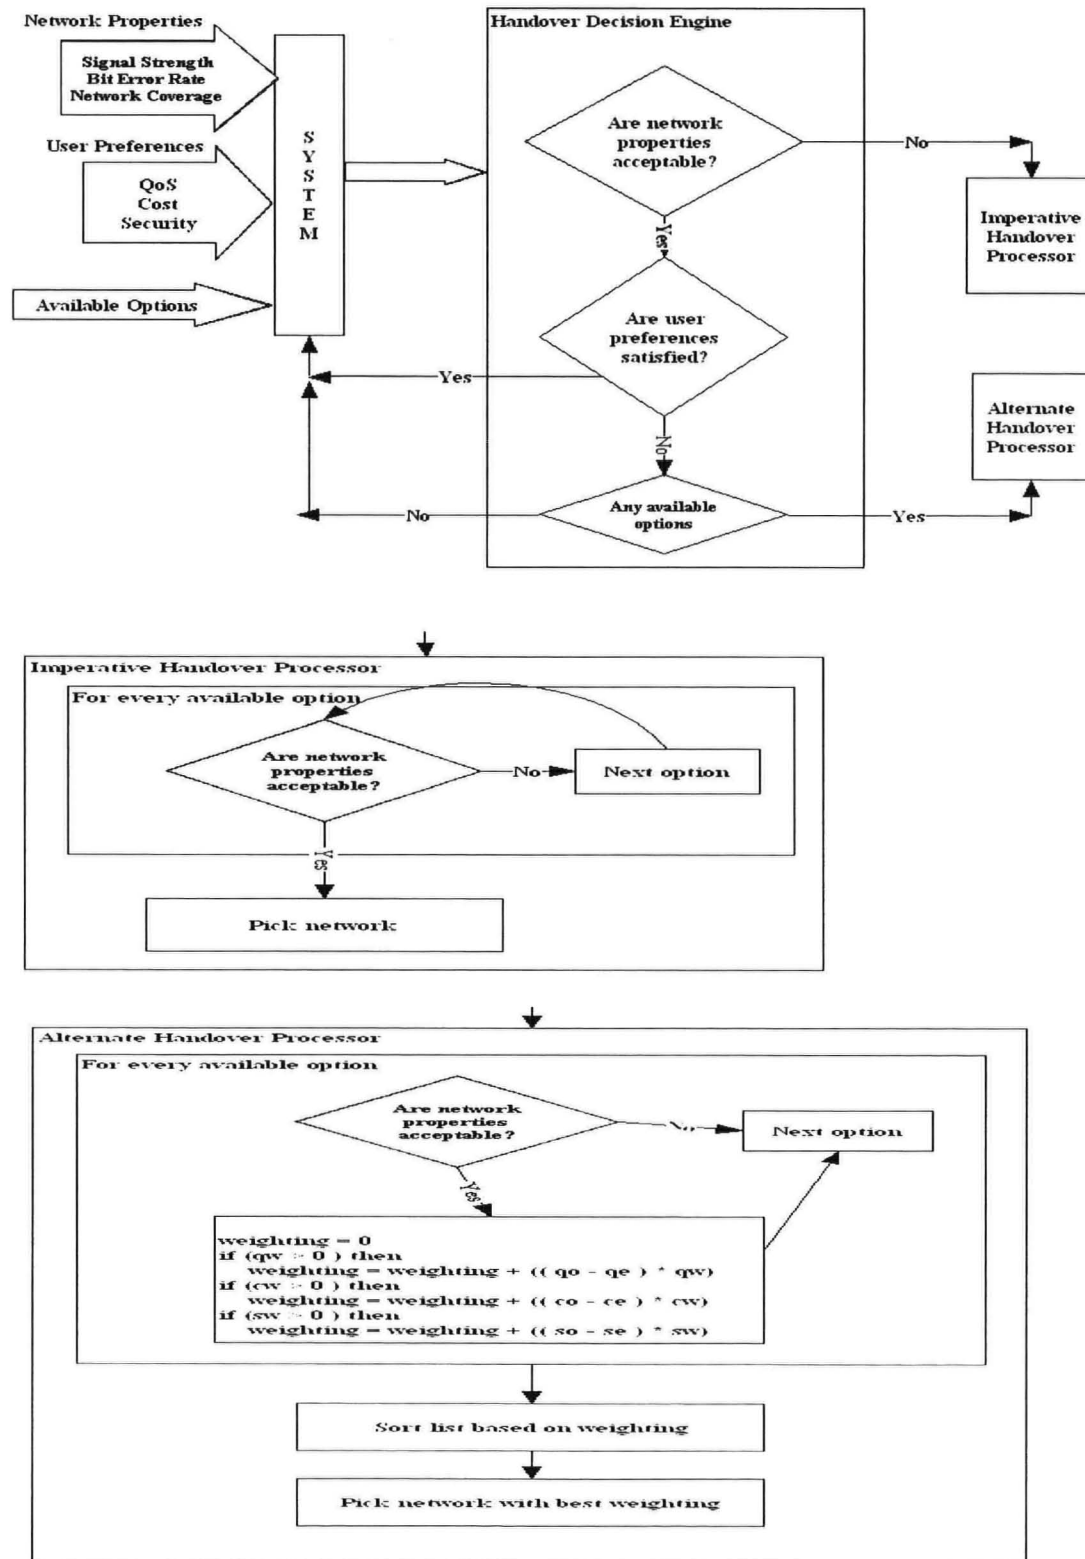 Network Properties
Signal Strength
Bit Error Rate
Network Coverage
User Preferences
QoS
Cost
Security
Available Options
SYSTEM
Handover Decision Engine
Are network
properties
acceptable?
No
Imperative
Handover
Processor
Yes
Are user
preferences
satisfied?
Yes
No
Alternate
Handover
Processor
Any available
options
No
Yes
Imperative Handover Processor
For every available option
Are network
properties
acceptable?
No
Next option
Yes
Pick network
Alternate Handover Processor
For every available option
Are network
properties
acceptable?
No
Next option
Yes
weighting = 0
if (qw > 0 ) then
weighting = weighting + (( qo - qe ) * qw)
if (cw > 0 ) then
weighting = weighting + (( co - ce ) * cw)
if (sw > 0 ) then
weighting = weighting + (( so - se ) * sw)
Sort list based on weighting
Pick network with best weighting